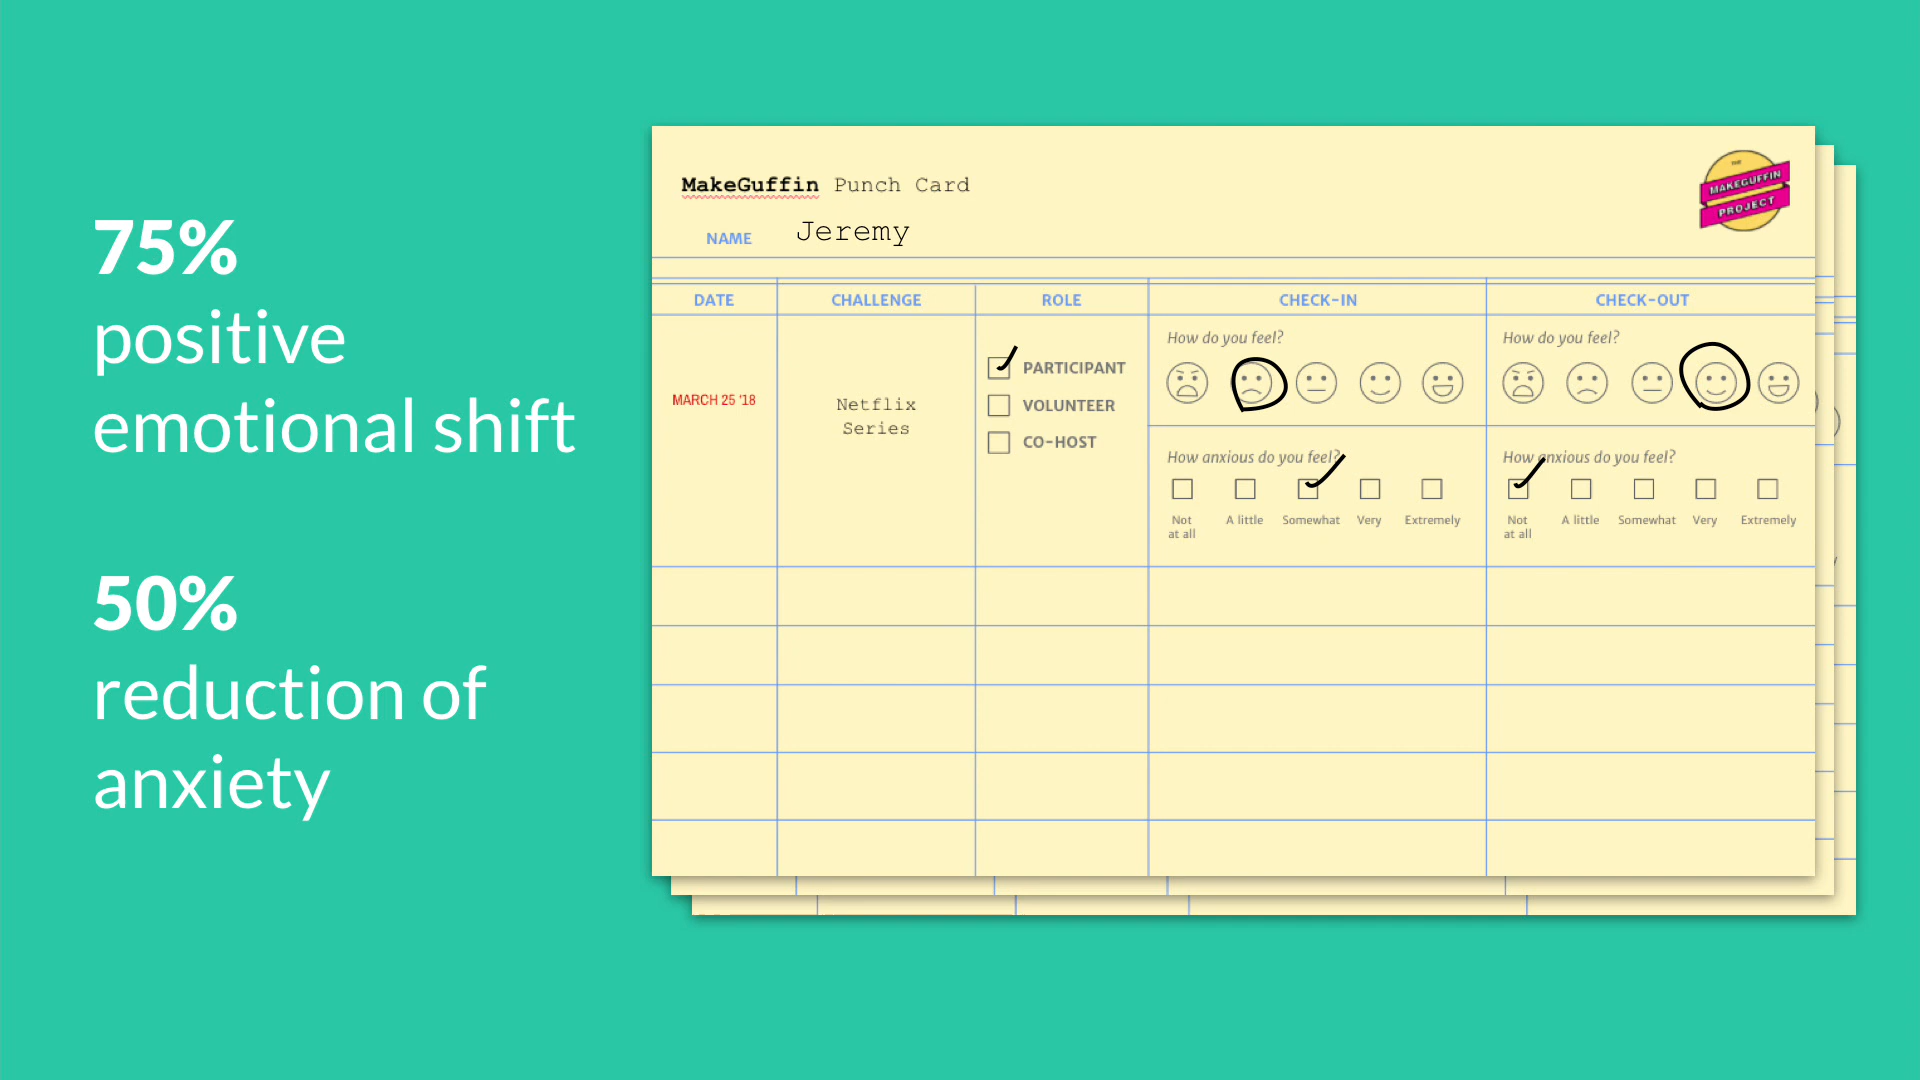 75%
positive
emotional shift
50%
reduction of
anxiety
MakeGuffin Punch Card
NAME Jeremy
THE
MAKEGUFFIN
PROJECT
DATE CHALLENGE ROLE CHECK-IN CHECK-OUT
MARCH 25 '18
Netflix
Series
PARTICIPANT
VOLUNTEER
CO-HOST
How do you feel?
How anxious do you feel?
Not at all A little Somewhat Very Extremely
How do you feel?
How anxious do you feel?
Not at all A little Somewhat Very Extremely